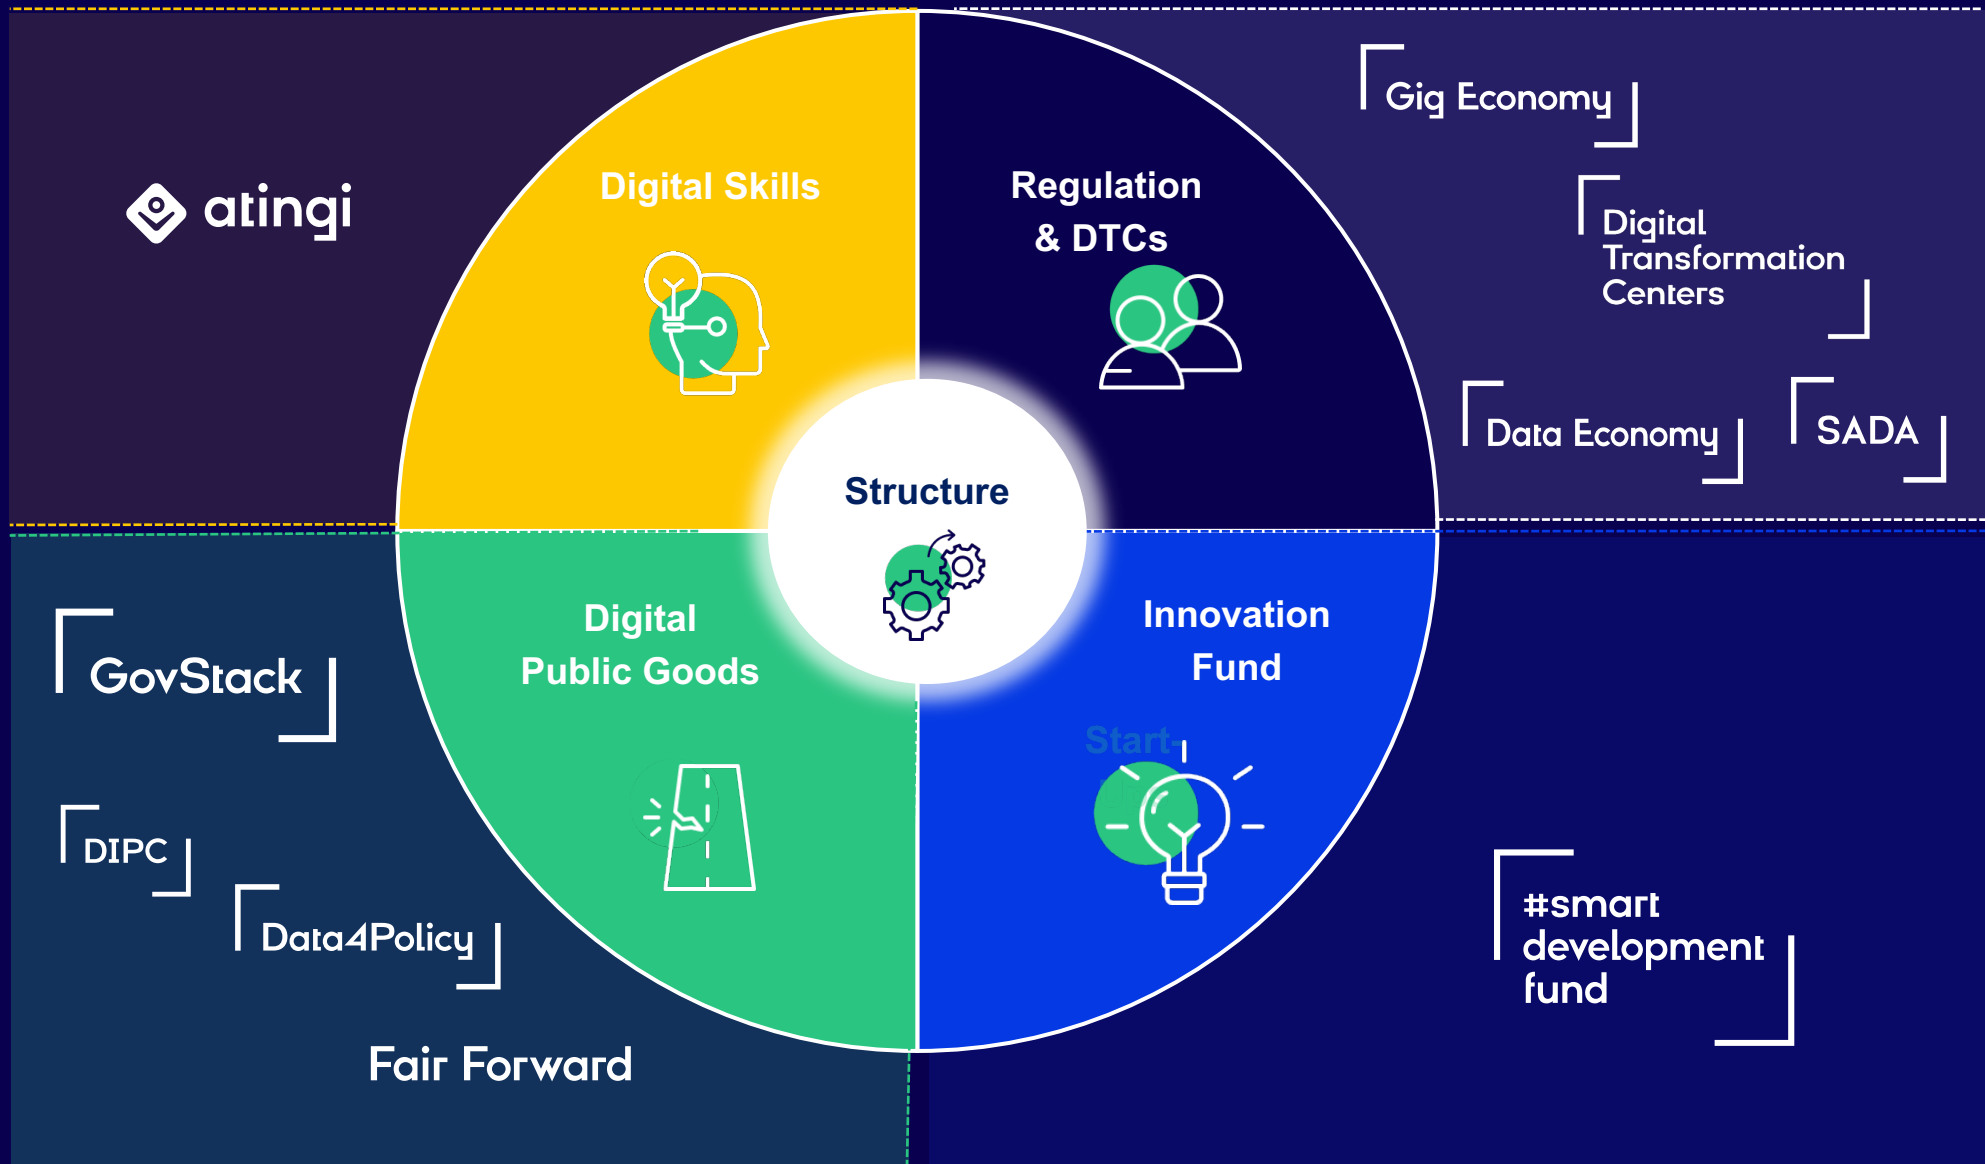 atingi
Digital Skills
Regulation
& DTCs
Gig Economy
Digital
Transformation
Centers
Data Economy
SADA
Structure
GovStack
DIPC
Data4Policy
Fair Forward
Digital
Public Goods
Innovation
Fund
Start-
#smart
development
fund